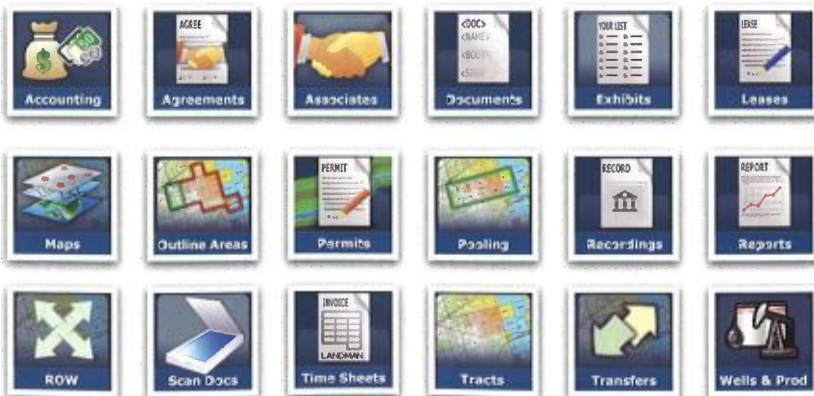 AGREE
<DOC>
<NAME>
YOUR LIST
LEASE
Accounting
Agreements
Associates
Documents
Exhibits
Leases
PERMIT
RECORD
REPORT
Maps
Outline Areas
Permits
Pooling
Recordings
Reports
INVOICE
LANDMAN
ROW
Scan Docs
Time Sheets
Tracts
Transfers
Wells & Prod